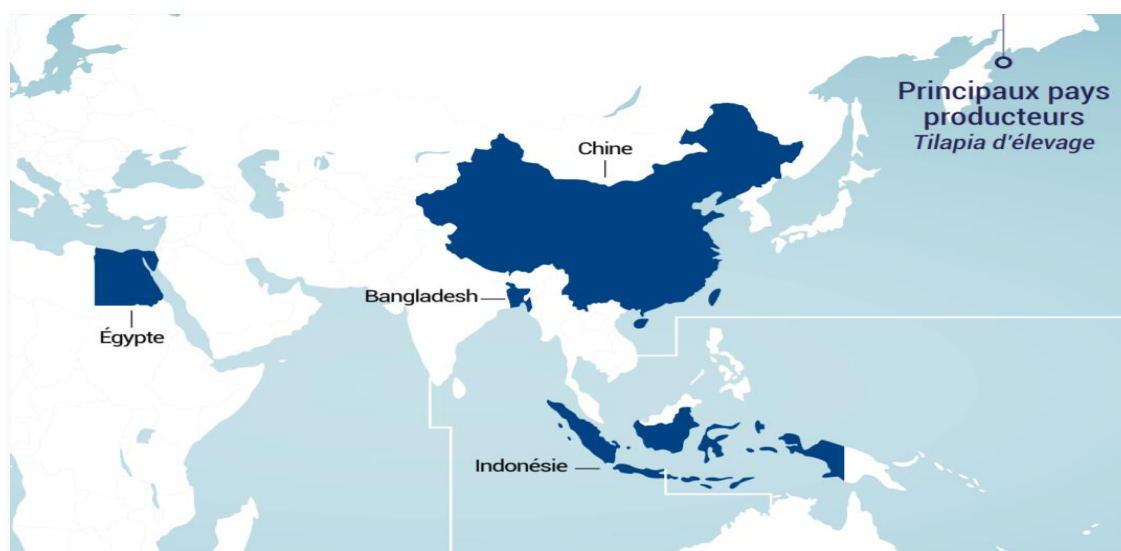 Principaux pays
producteurs
Tilapia d'élevage
Chine
Bangladesh
Égypte
Indonésie